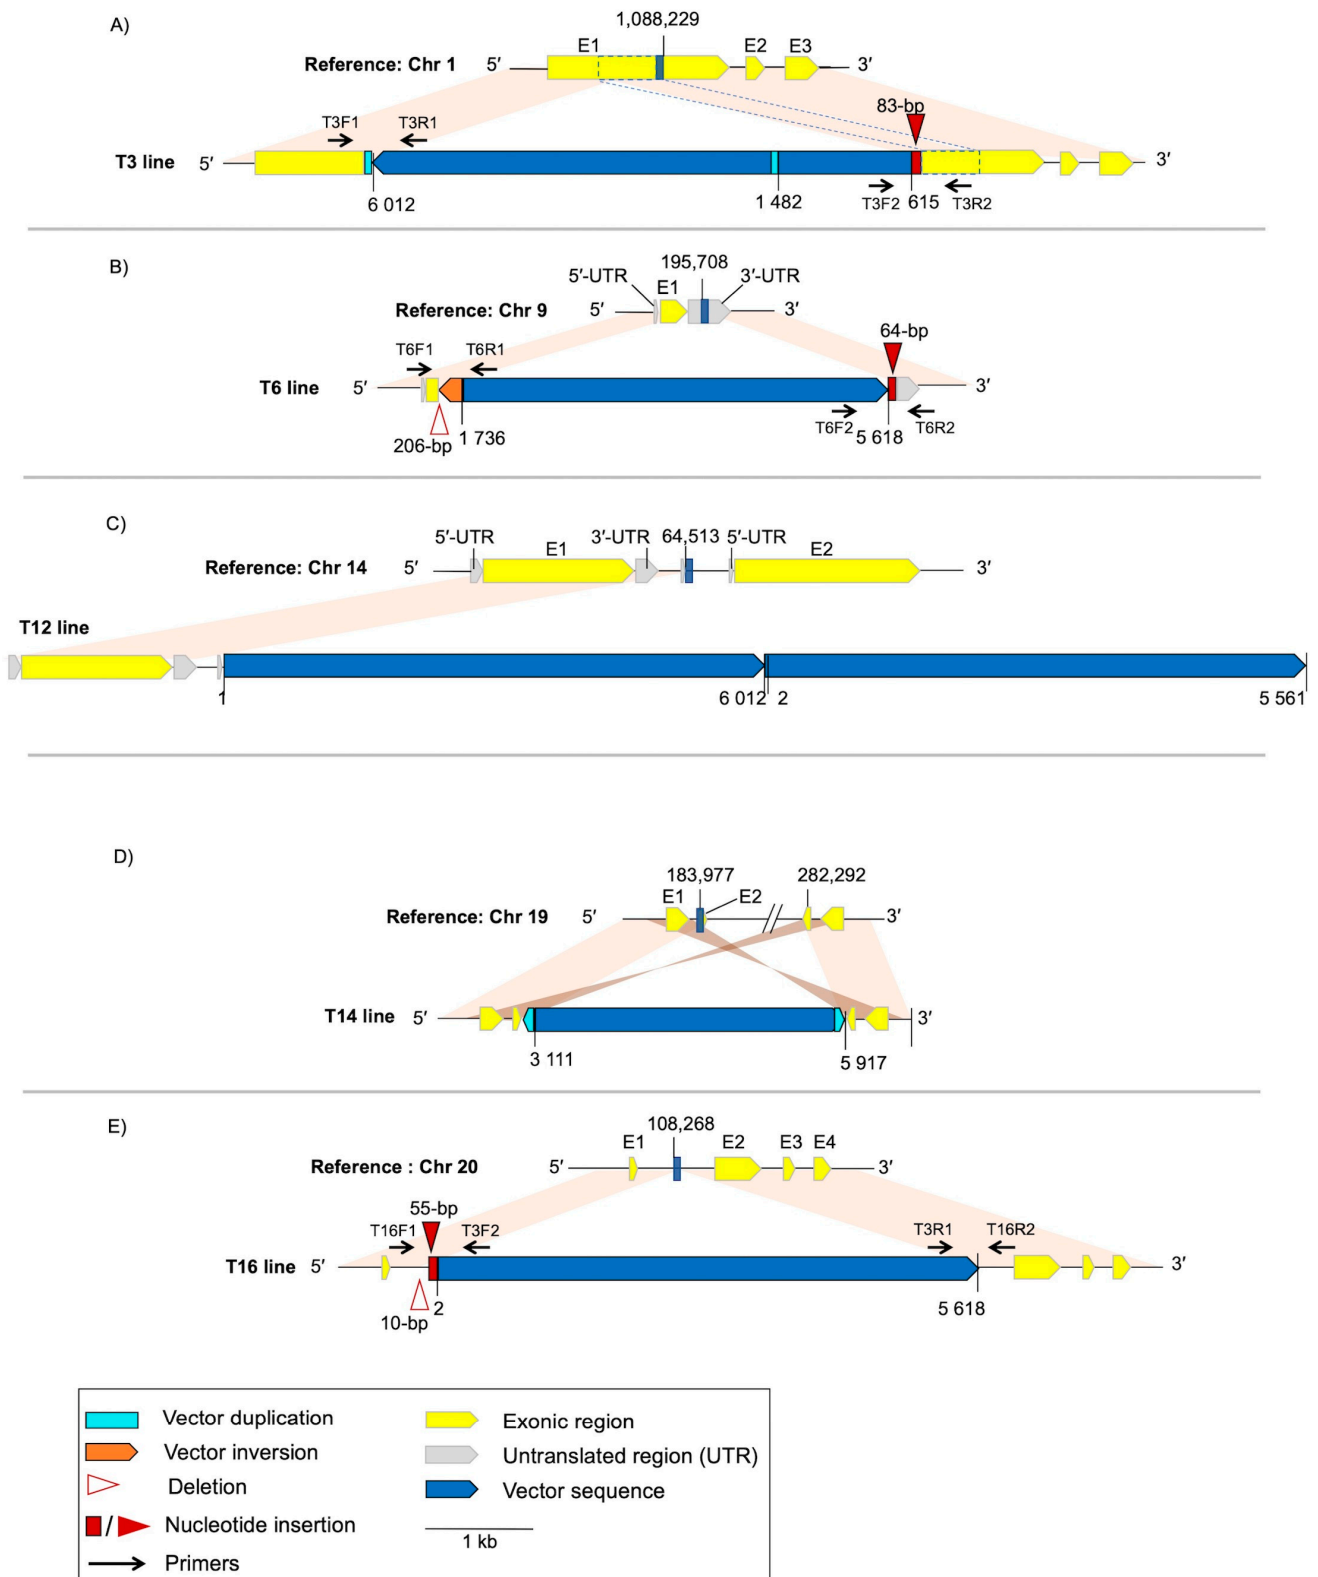 A)
1,088,229
E1 E2 E3
Reference: Chr 1 5′ 3′
83-bp
T3F1 T3R1
T3 line 5′ 3′
6 012 1 482 T3F2 615 T3R2
B)
195,708
5′-UTR 3′-UTR
E1
Reference: Chr 9 5′ 3′
64-bp
T6F1 T6R1
T6 line 5′ 3′
206-bp 1 736 T6F2 5 618 T6R2
C)
5′-UTR E1 3′-UTR 64,513 5′-UTR E2
Reference: Chr 14 5′ 3′
T12 line
1 6 012 2 5 561
D)
183,977 282,292
E1 E2
Reference: Chr 19 5′ 3′
T14 line 5′ 3′
3 111 5 917
E)
108,268
E1 E2 E3 E4
Reference : Chr 20 5′ 3′
55-bp
T16F1 T3F2 T3R1 T16R2
T16 line 5′ 3′
10-bp 2 5 618
Vector duplication Exonic region
Vector inversion Untranslated region (UTR)
Deletion Vector sequence
/ Nucleotide insertion 1 kb
Primers